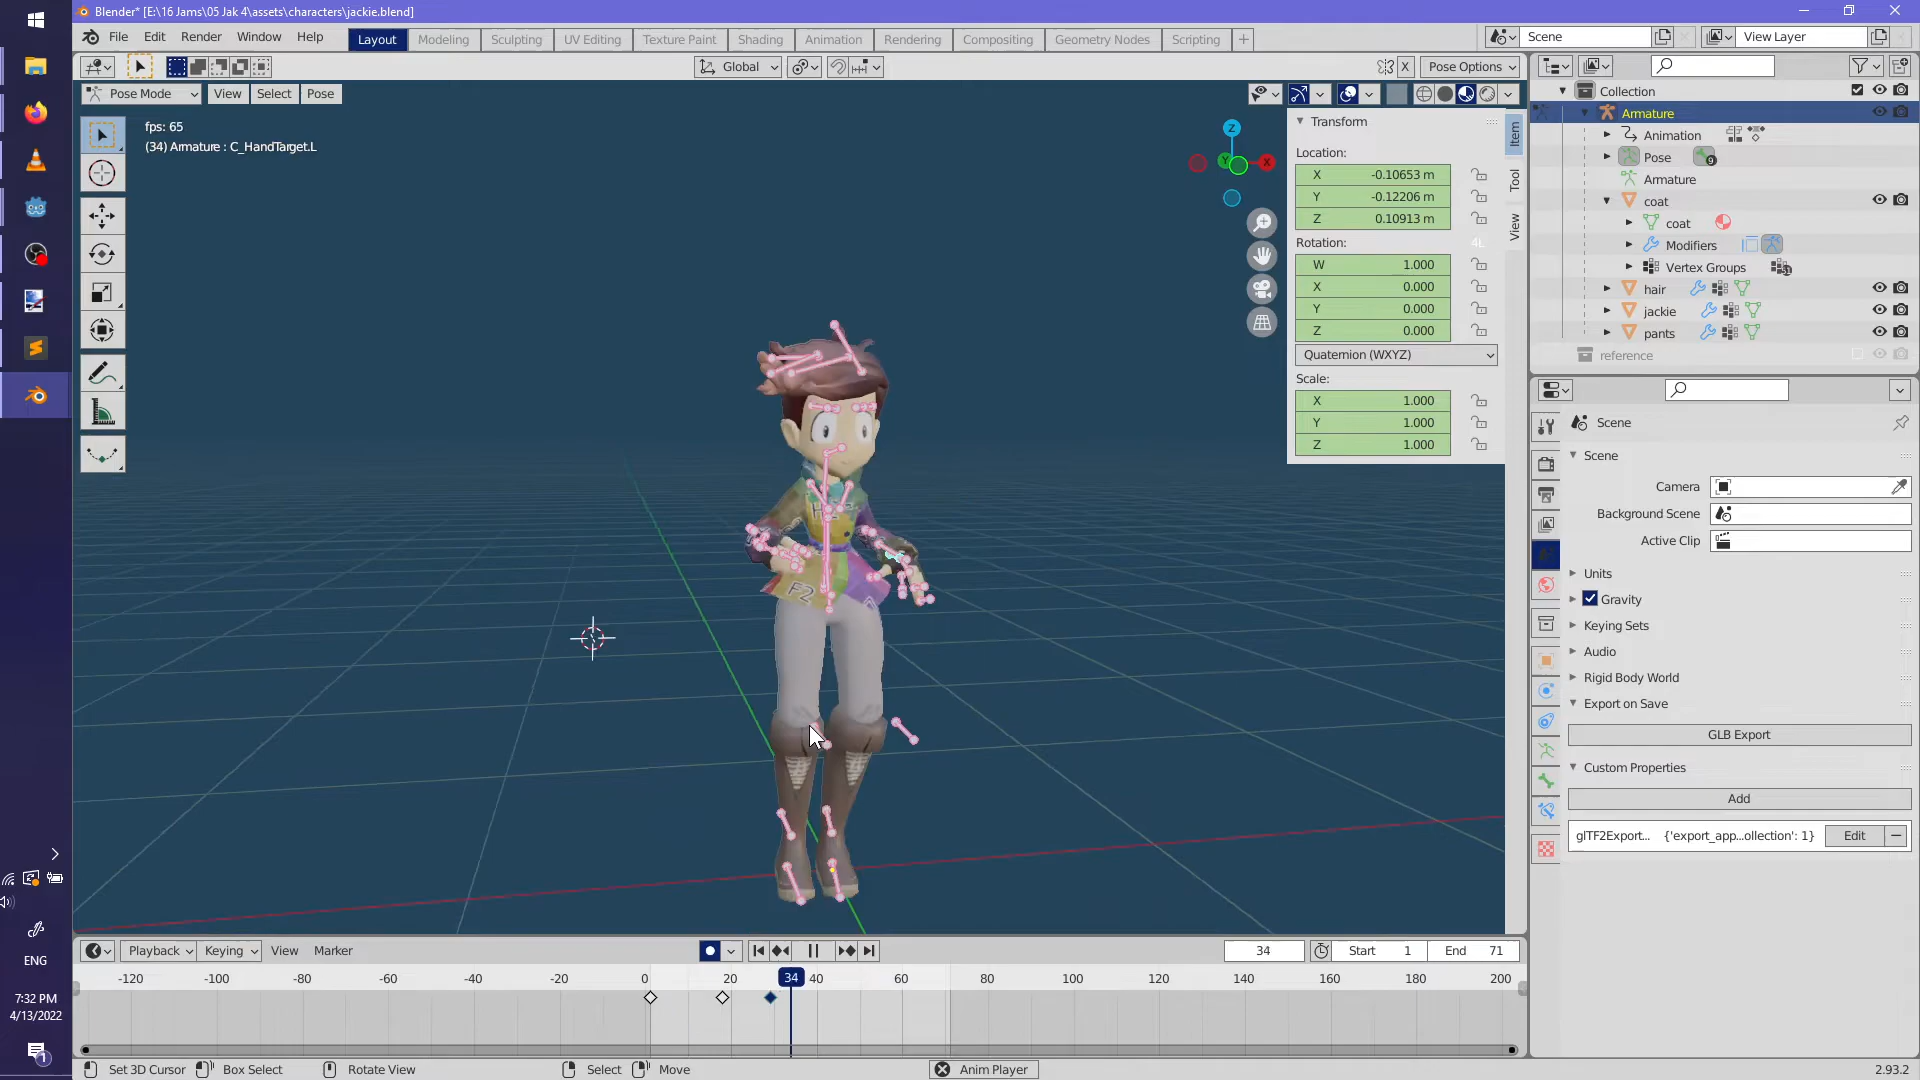 Blender* [E:\16 Jams\05 Jak 4\assets\characters\jackie.blend]
File Edit Render Window Help Layout Modeling Sculpting UV Editing Texture Paint Shading Animation Rendering Compositing Geometry Nodes Scripting + Scene View Layer
Global X Pose Options
Pose Mode View Select Pose
fps: 65
(34) Armature : C_HandTarget.L
Z
Y
X
Transform
Location:
X -0.10653 m
Y -0.12206 m
Z 0.10913 m
Rotation: 4L
W 1.000
X 0.000
Y 0.000
Z 0.000
Quaternion (WXYZ)
Scale:
X 1.000
Y 1.000
Z 1.000
Item
Tool
View
F2
Collection
Armature
Animation
Pose 9
Armature
coat
coat
Modifiers
Vertex Groups
hair
jackie
pants
reference
Scene
Scene
Camera
Background Scene
Active Clip
Units
Gravity
Keying Sets
Audio
Rigid Body World
Export on Save
GLB Export
Custom Properties
Add
glTF2Export... {'export_app...ollection': 1} Edit
Playback Keying View Marker 34 Start 1 End 71
-120 -100 -80 -60 -40 -20 0 20 34 40 60 80 100 120 140 160 180 200
Set 3D Cursor Box Select Rotate View Select Move Anim Player 2.93.2
ENG
7:32 PM
4/13/2022
1